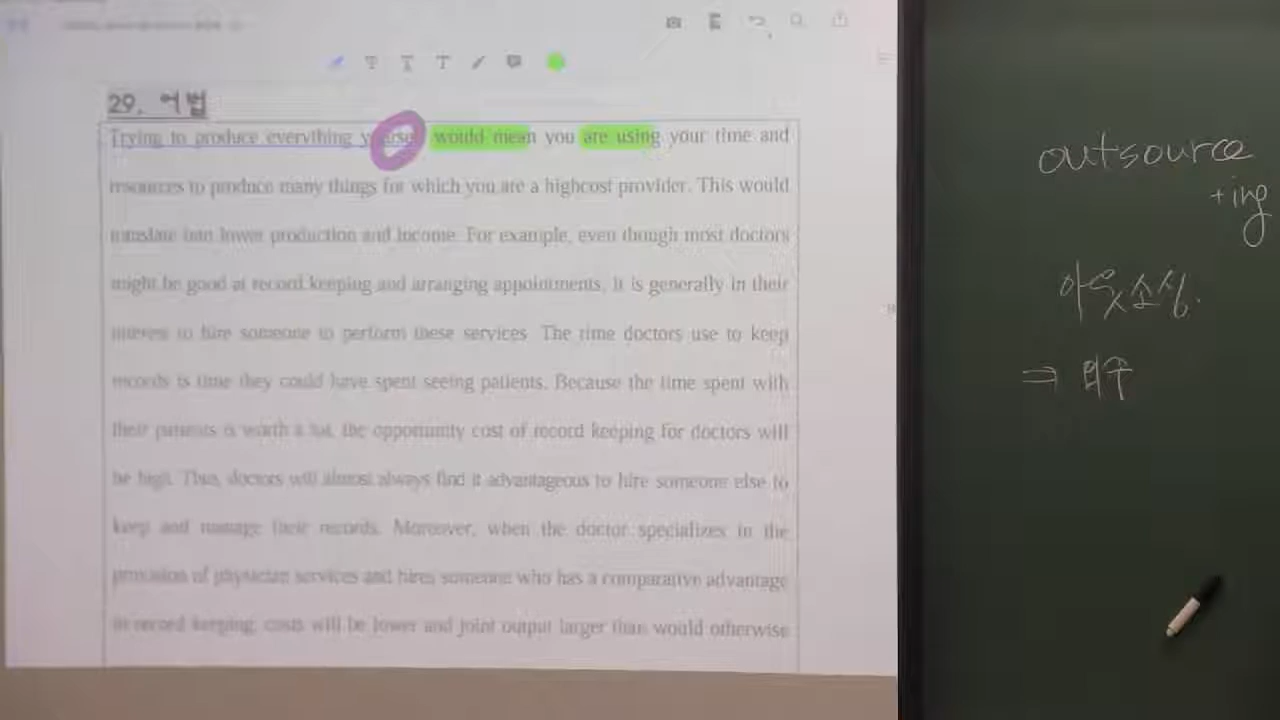 29. 어법
Trying to produce everything yourself would mean you are using your time and
resources to produce many things for which you are a highcost provider. This would
translate into lower production and income. For example, even though most doctors
might be good at record keeping and arranging appointments, it is generally in their
interest to hire someone to perform these services. The time doctors use to keep
records is time they could have spent seeing patients. Because the time spent with
their patients is worth a lot, the opportunity cost of record keeping for doctors will
be high. Thus, doctors will almost always find it advantageous to hire someone else to
keep and manage their records. Moreover, when the doctor specializes in the
provision of physician services and hires someone who has a comparative advantage
in record keeping, costs will be lower and joint output larger than would otherwise
outsource
+ing
아웃소싱.
⇒ 외주